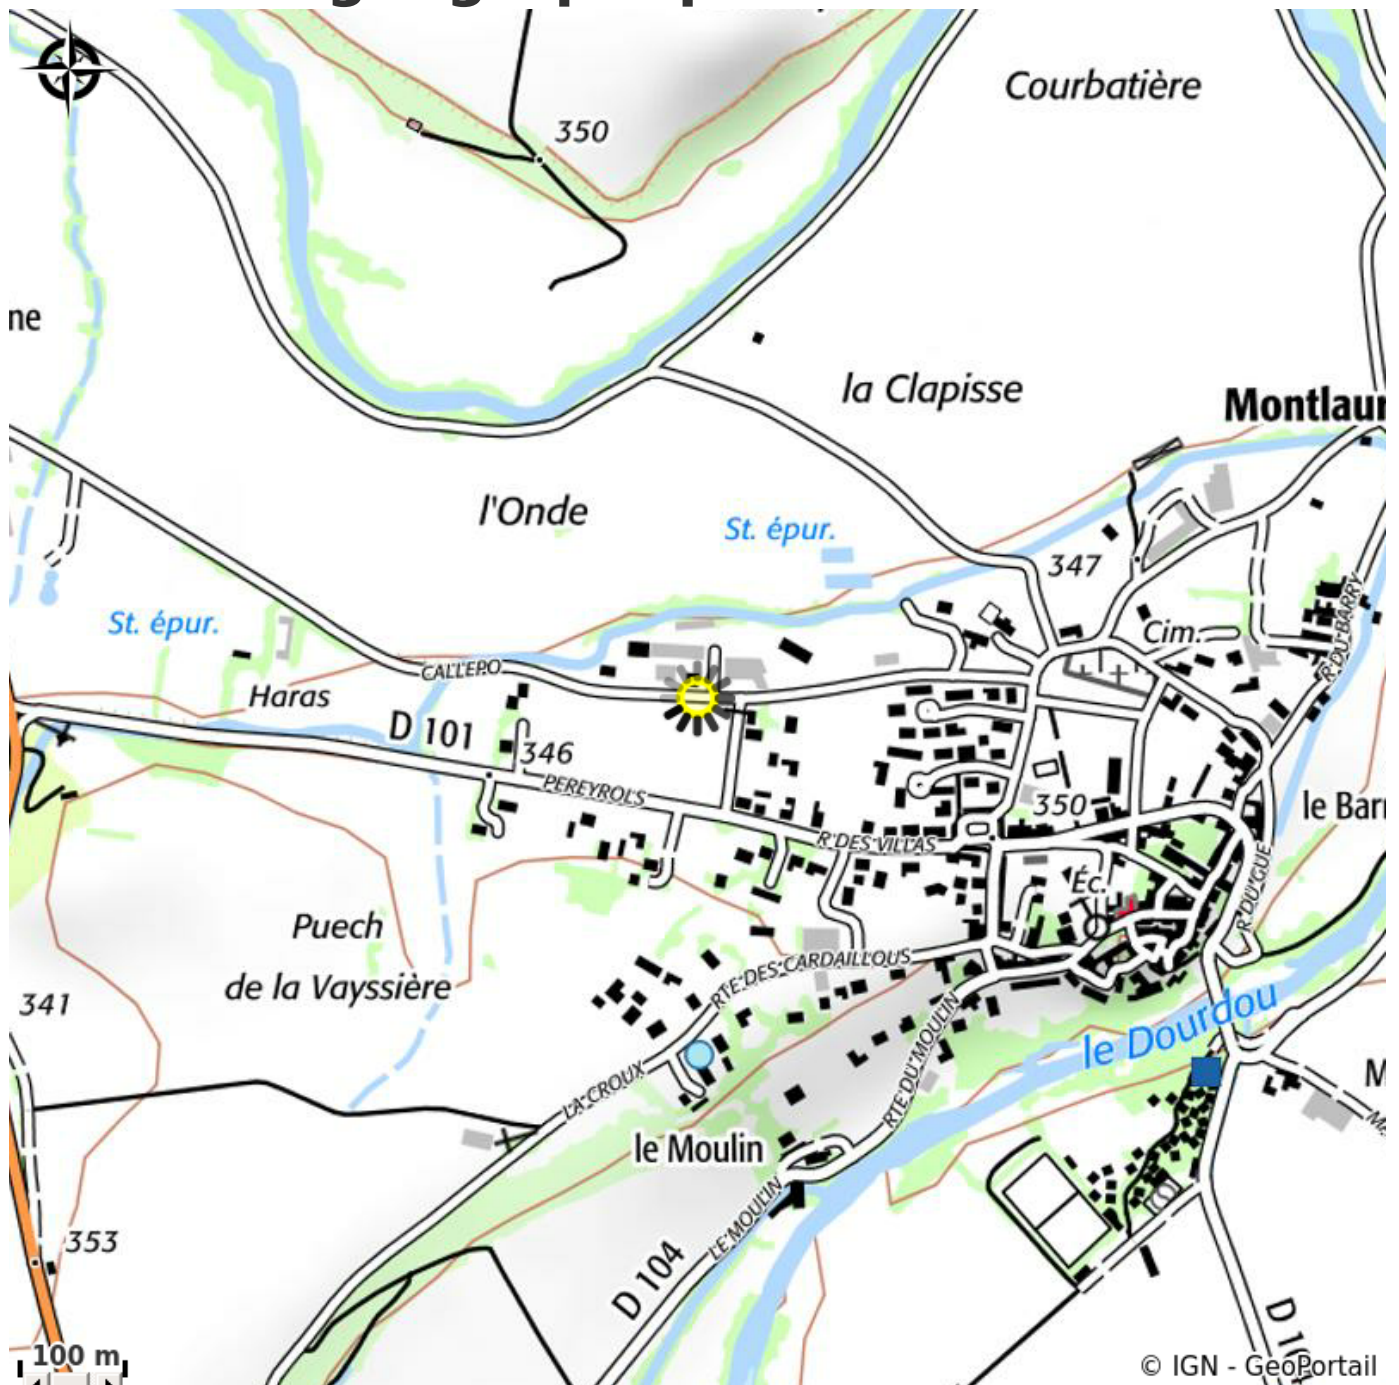 Courbatière
350
ne
la Clapisse
Montlaur
l'Onde
St. épur.
347
St. épur.
Cim.
R DU BARRY
CALLEPO
Haras
D 101
346
PEREYROLS
350
le Barr
R DES VILLAS
Éc.
R DU GUÉ
Puech
de la Vayssière
RTE DES CARDAILLOUS
341
le Dourdou
RTE DU MOULIN
LA CROUX
M
le Moulin
353
LE MOULIN
D 104
D 10
100 m
© IGN - GeoPortail